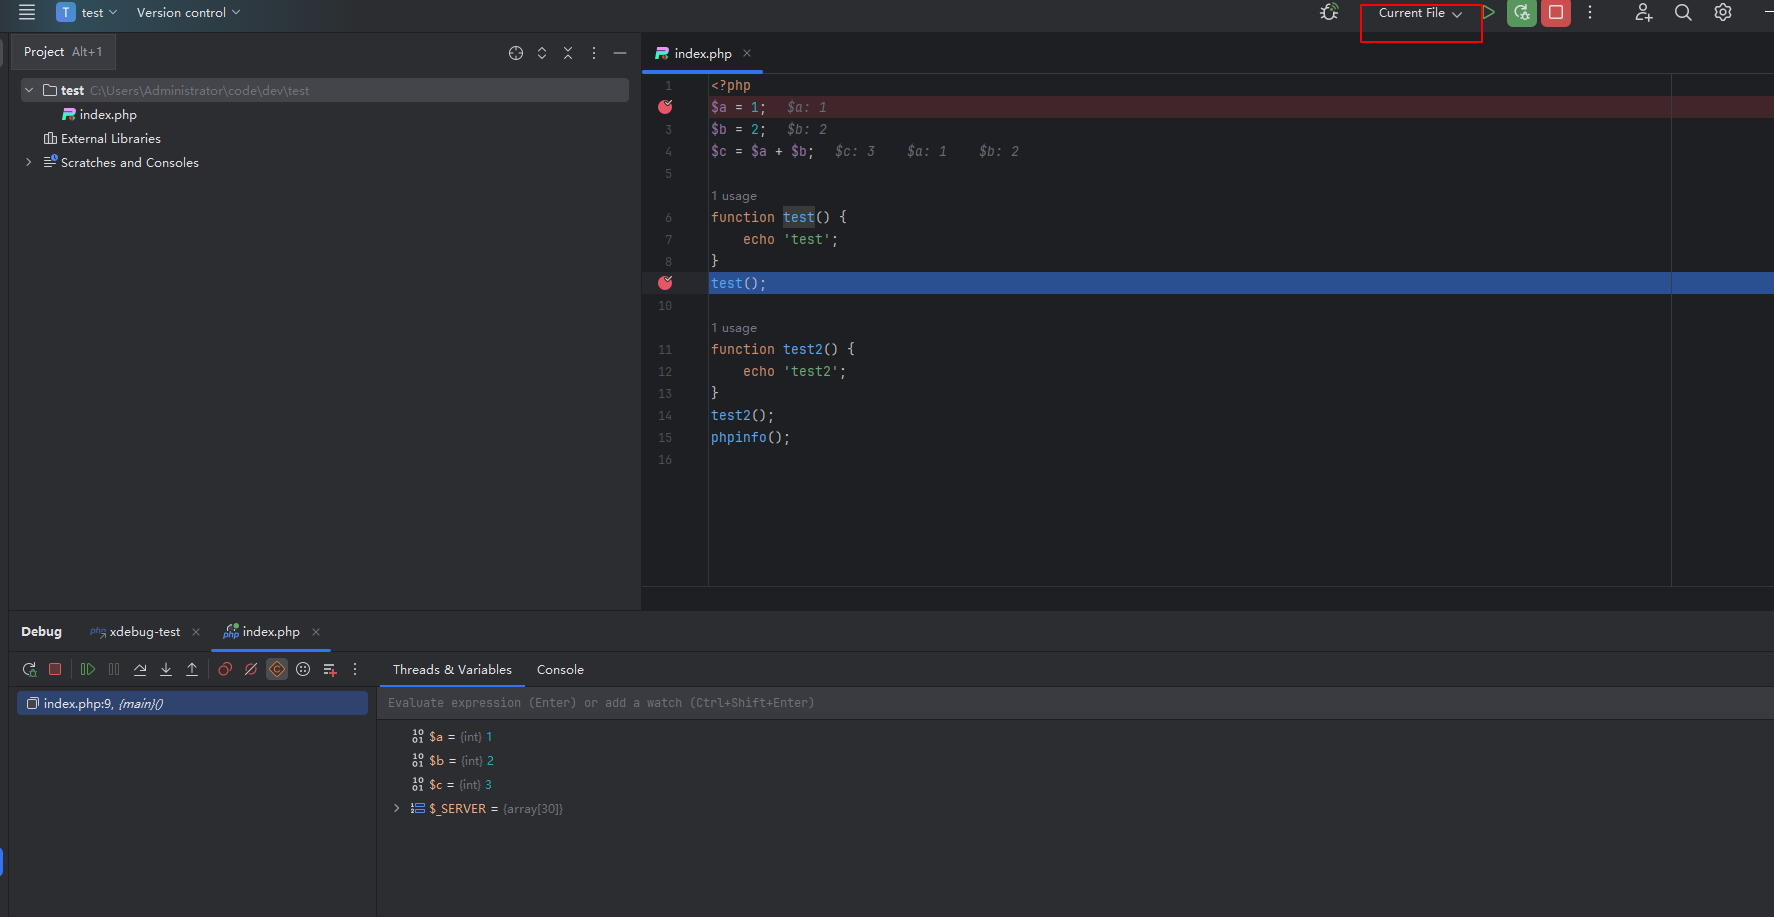 T test Version control Current File
Project Alt+1
index.php
test C:\Users\Administrator\code\dev\test
index.php
External Libraries
Scratches and Consoles
1 <?php
$a = 1; $a: 1
3 $b = 2; $b: 2
4 $c = $a + $b; $c: 3 $a: 1 $b: 2
5
1 usage
6 function test() {
7 echo 'test';
8 }
test();
10
1 usage
11 function test2() {
12 echo 'test2';
13 }
14 test2();
15 phpinfo();
16
Debug php xdebug-test php index.php
Threads & Variables Console
index.php:9, {main}()
Evaluate expression (Enter) or add a watch (Ctrl+Shift+Enter)
$a = {int} 1
$b = {int} 2
$c = {int} 3
$_SERVER = {array[30]}